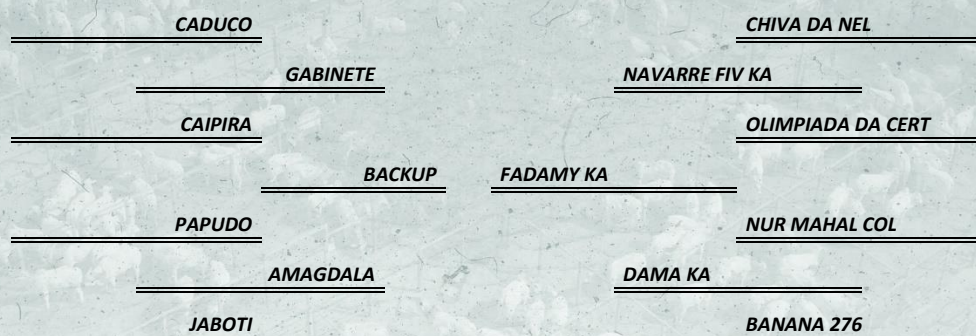 CADUCO CHIVA DA NEL
GABINETE NAVARRE FIV KA
CAIPIRA OLIMPIADA DA CERT
BACKUP FADAMY KA
PAPUDO NUR MAHAL COL
AMAGDALA DAMA KA
JABOTI BANANA 276